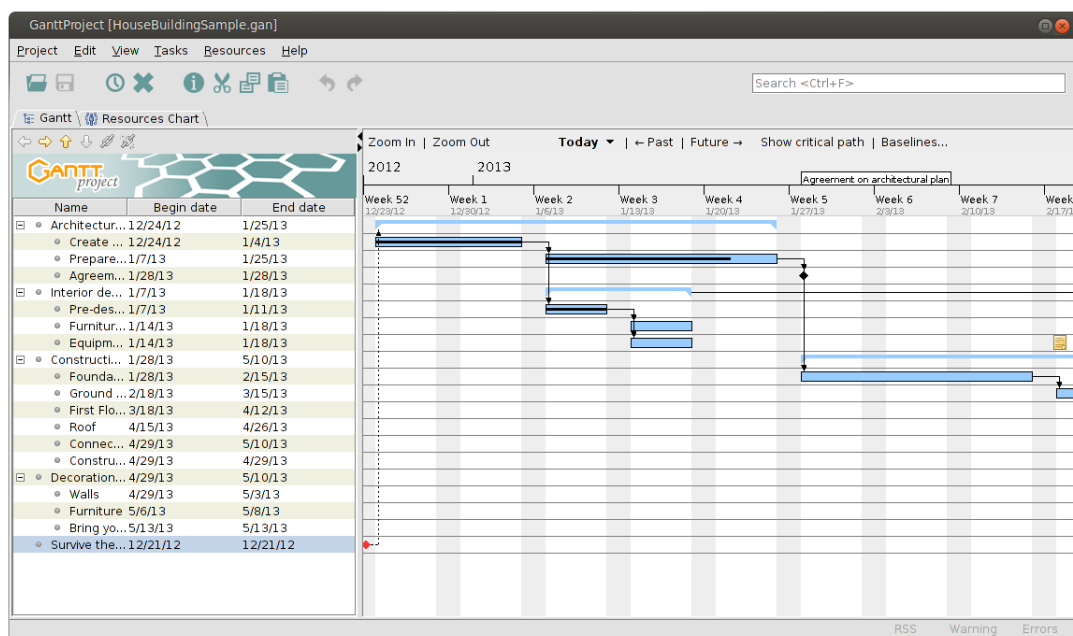 GanttProject [HouseBuildingSample.gan]
Project Edit View Tasks Resources Help
Search <Ctrl+F>
Gantt Resources Chart
Zoom In | Zoom Out Today ← Past | Future → Show critical path | Baselines...
GANTT project
2012 2013
Agreement on architectural plan
Week 52 Week 1 Week 2 Week 3 Week 4 Week 5 Week 6 Week 7 Week
12/23/12 12/30/12 1/6/13 1/13/13 1/20/13 1/27/13 2/3/13 2/10/13 2/17/1
Name Begin date End date
Architectur... 12/24/12 1/25/13
Create ... 12/24/12 1/4/13
Prepare... 1/7/13 1/25/13
Agreem... 1/28/13 1/28/13
Interior de... 1/7/13 1/18/13
Pre-des... 1/7/13 1/11/13
Furnitur... 1/14/13 1/18/13
Equipm... 1/14/13 1/18/13
Constructi... 1/28/13 5/10/13
Founda... 1/28/13 2/15/13
Ground ... 2/18/13 3/15/13
First Flo... 3/18/13 4/12/13
Roof 4/15/13 4/26/13
Connec... 4/29/13 5/10/13
Constru... 4/29/13 4/29/13
Decoration... 4/29/13 5/10/13
Walls 4/29/13 5/3/13
Furniture 5/6/13 5/8/13
Bring yo... 5/13/13 5/13/13
Survive the... 12/21/12 12/21/12
RSS Warning Errors